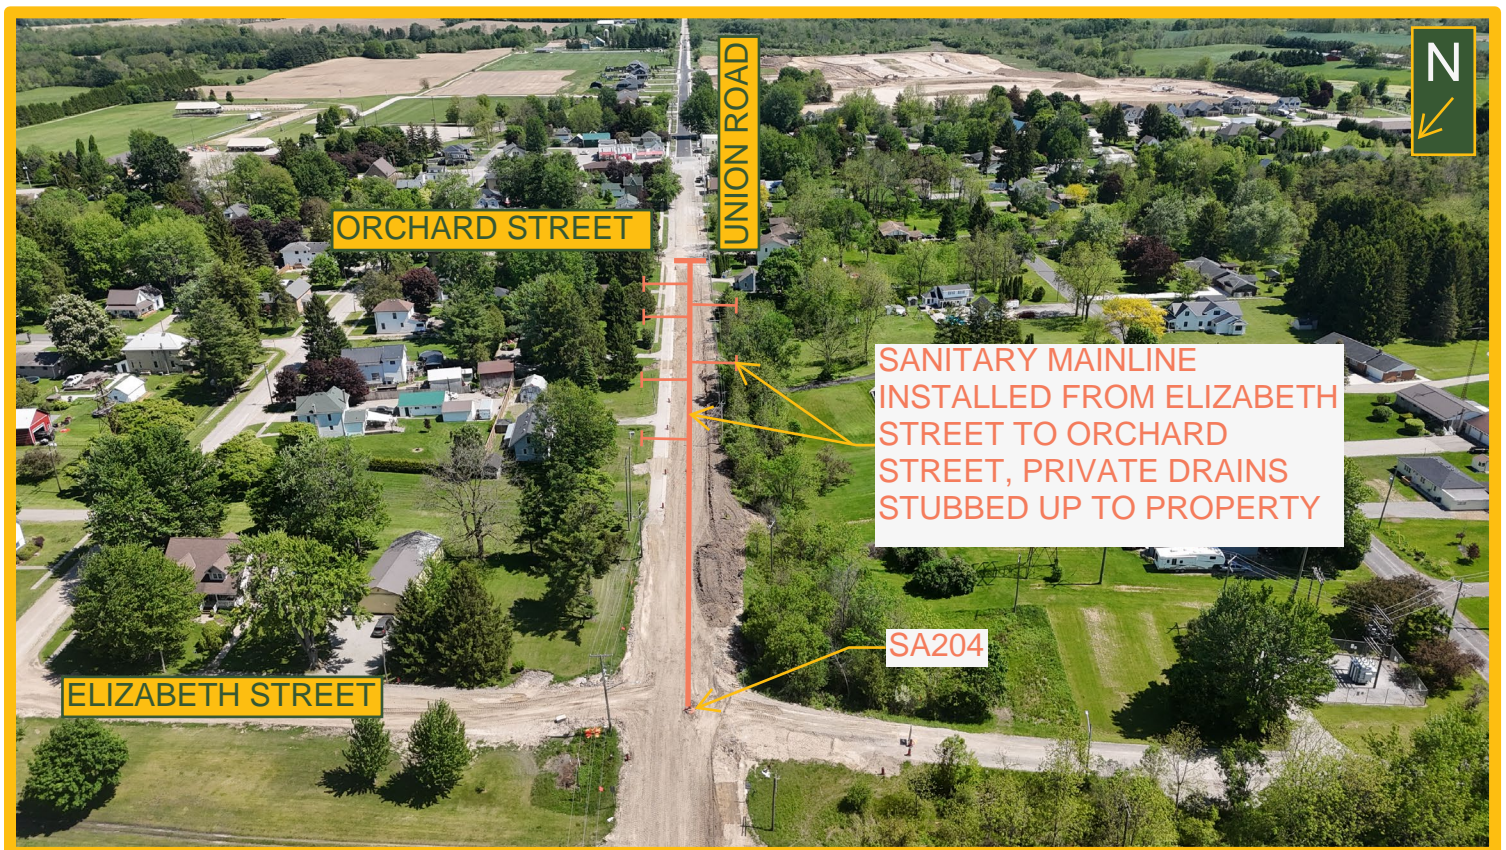 N
UNION ROAD
ORCHARD STREET
SANITARY MAINLINE
INSTALLED FROM ELIZABETH
STREET TO ORCHARD
STREET, PRIVATE DRAINS
STUBBED UP TO PROPERTY
SA204
ELIZABETH STREET